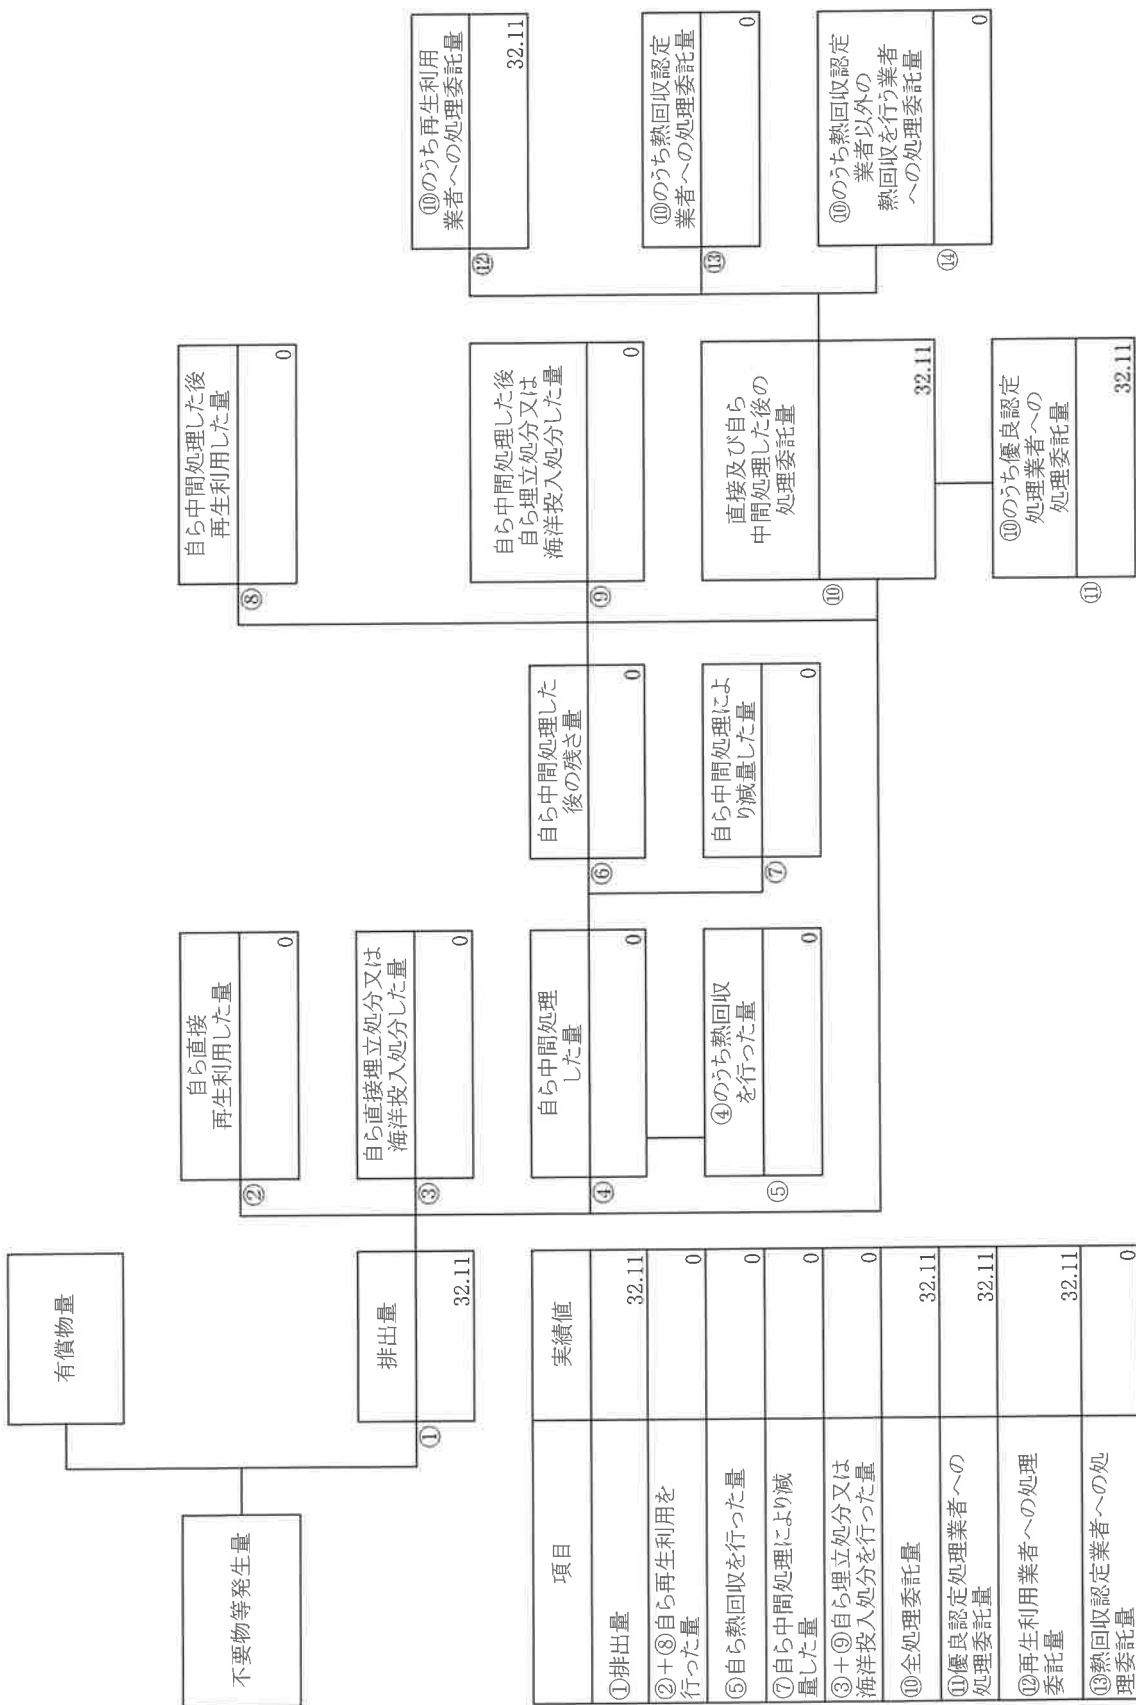 不要物等発生量
有償物量
①
排出量
32.11
②
自ら直接
再生利用した量
0
③
自ら直接埋立処分又は
海洋投入処分した量
0
④
自ら中間処理
した量
0
⑤
④のうち熱回収
を行った量
0
⑥
自ら中間処理した
後の残さ量
0
⑦
自ら中間処理によ
り減量した量
0
⑧
自ら中間処理した後
再生利用した量
0
⑨
自ら中間処理した後
自ら埋立処分又は
海洋投入処分した量
0
⑩
直接及び自ら
中間処理した後の
処理委託量
32.11
⑪
⑩のうち優良認定
処理業者への
処理委託量
32.11
⑫
⑩のうち再生利用
業者への処理委託量
32.11
⑬
⑩のうち熱回収認定
業者への処理委託量
0
⑭
⑩のうち熱回収認定
業者以外の
熱回収を行う業者
への処理委託量
0
項目
実績値
①排出量
32.11
②+⑧自ら再生利用を
行った量
0
⑤自ら熱回収を行った量
0
⑦自ら中間処理により減
量した量
0
③+⑨自ら埋立処分又は
海洋投入処分を行った量
0
⑩全処理委託量
32.11
⑪優良認定処理業者への
処理委託量
32.11
⑫再生利用業者への処理
委託量
32.11
⑬熱回収認定業者への処
理委託量
0